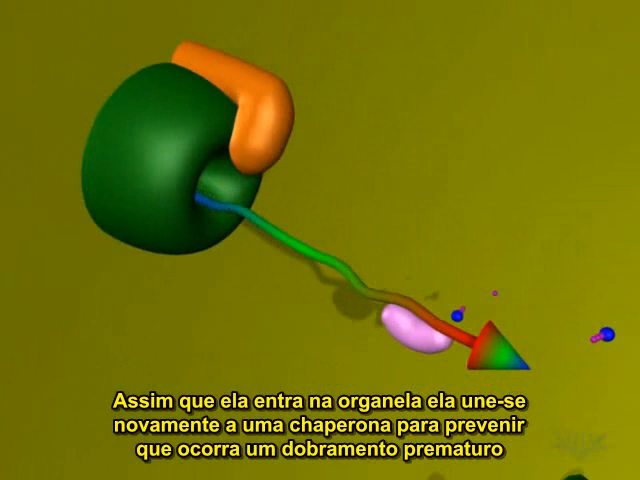 Assim que ela entra na organela ela une-se
novamente a uma chaperona para prevenir
que ocorra um dobramento prematuro